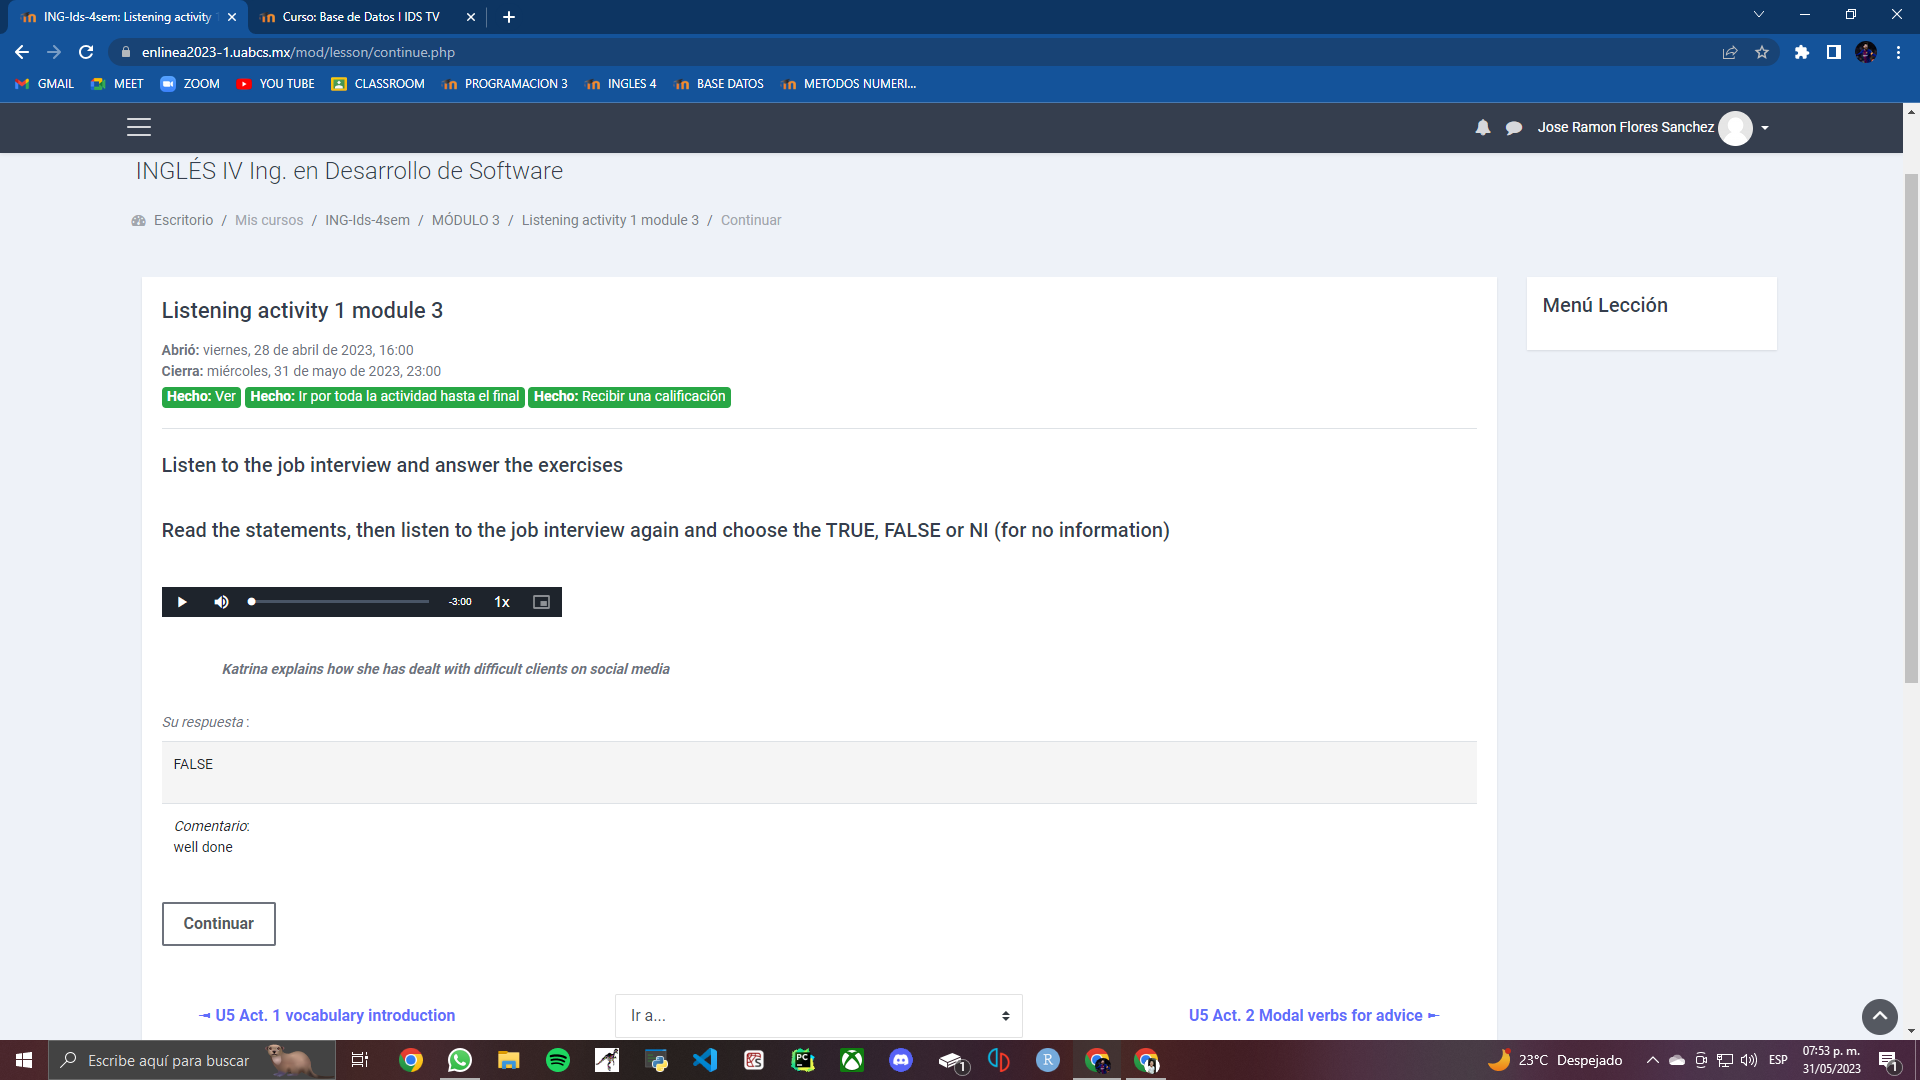 ING-Ids-4sem: Listening activity
Curso: Base de Datos I IDS TV
enlinea2023-1.uabcs.mx/mod/lesson/continue.php
GMAIL MEET ZOOM YOU TUBE CLASSROOM PROGRAMACION 3 INGLES 4 BASE DATOS METODOS NUMERI...
Jose Ramon Flores Sanchez
INGLÉS IV Ing. en Desarrollo de Software
Escritorio / Mis cursos / ING-Ids-4sem / MÓDULO 3 / Listening activity 1 module 3 / Continuar
Listening activity 1 module 3
Menú Lección
Abrió: viernes, 28 de abril de 2023, 16:00
Cierra: miércoles, 31 de mayo de 2023, 23:00
Hecho: Ver Hecho: Ir por toda la actividad hasta el final Hecho: Recibir una calificación
Listen to the job interview and answer the exercises
Read the statements, then listen to the job interview again and choose the TRUE, FALSE or NI (for no information)
-3:00 1x
Katrina explains how she has dealt with difficult clients on social media
Su respuesta :
FALSE
Comentario:
well done
Continuar
◄ U5 Act. 1 vocabulary introduction
Ir a...
U5 Act. 2 Modal verbs for advice ►
Escribe aquí para buscar
PC
R
1
23°C Despejado
ESP
07:53 p. m.
31/05/2023
1